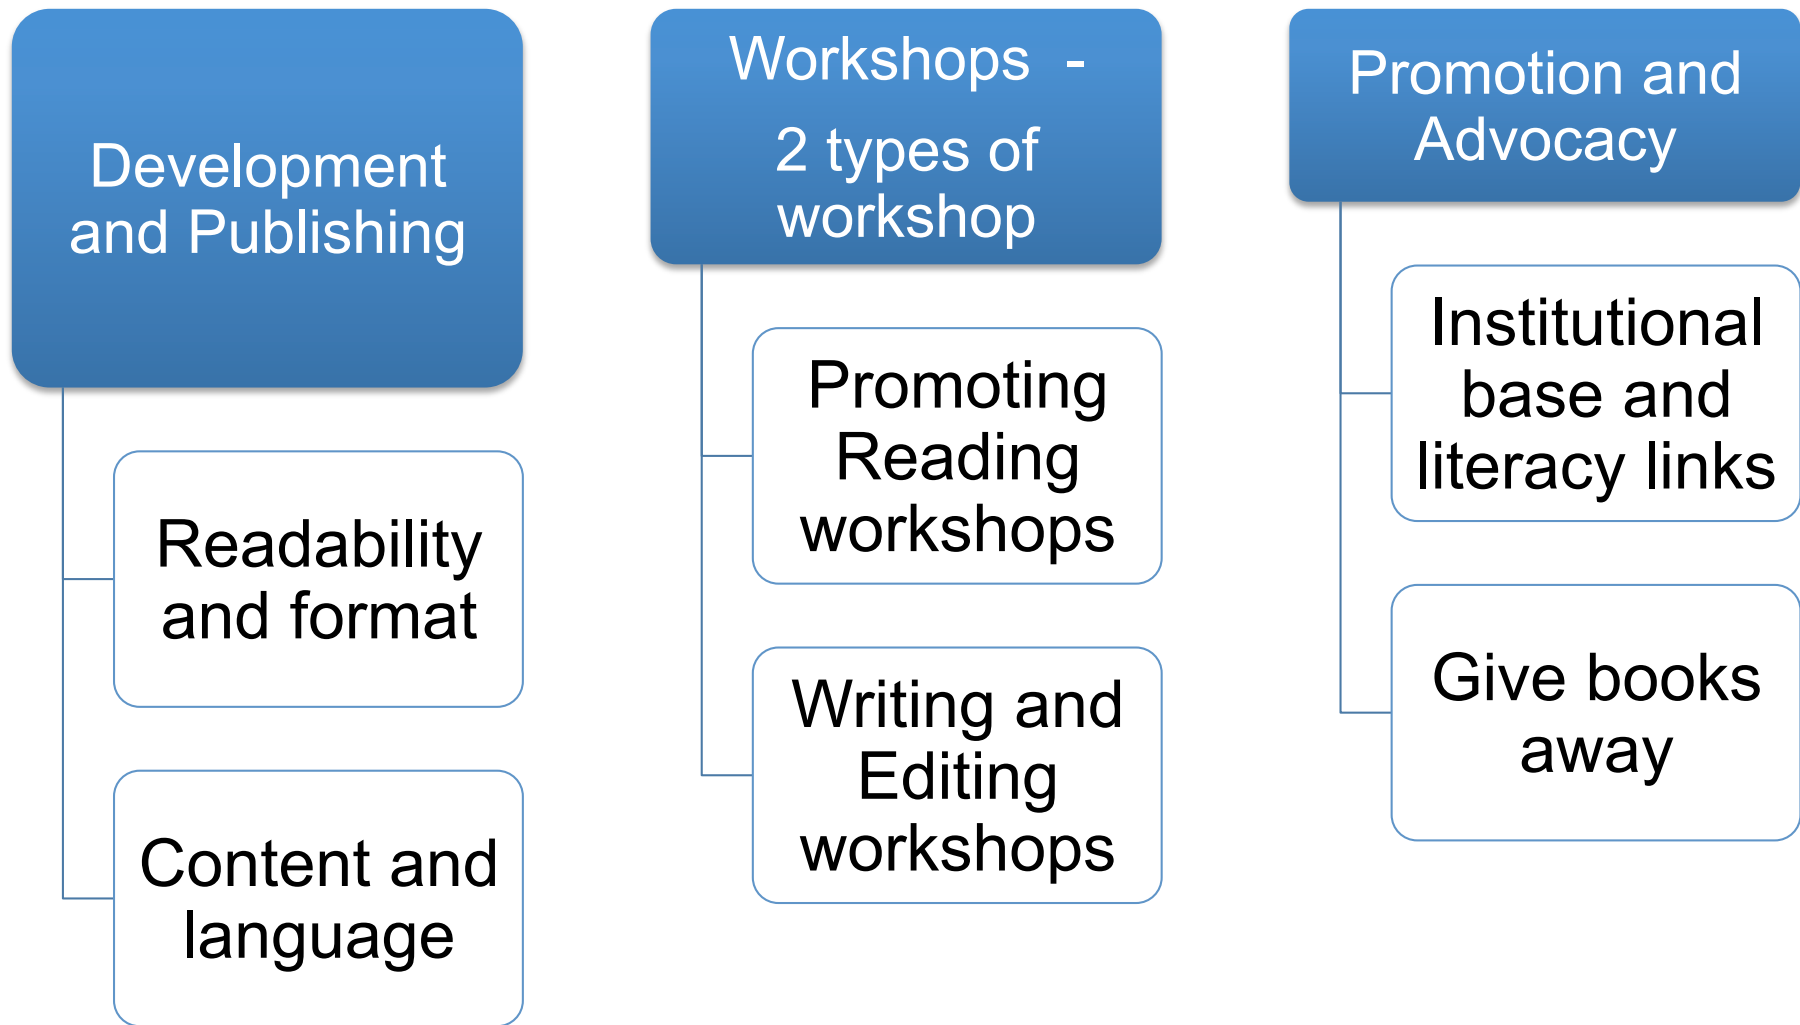 Development
and Publishing
Readability
and format
Content and
language
Workshops -
2 types of
workshop
Promoting
Reading
workshops
Writing and
Editing
workshops
Promotion and
Advocacy
Institutional
base and
literacy links
Give books
away